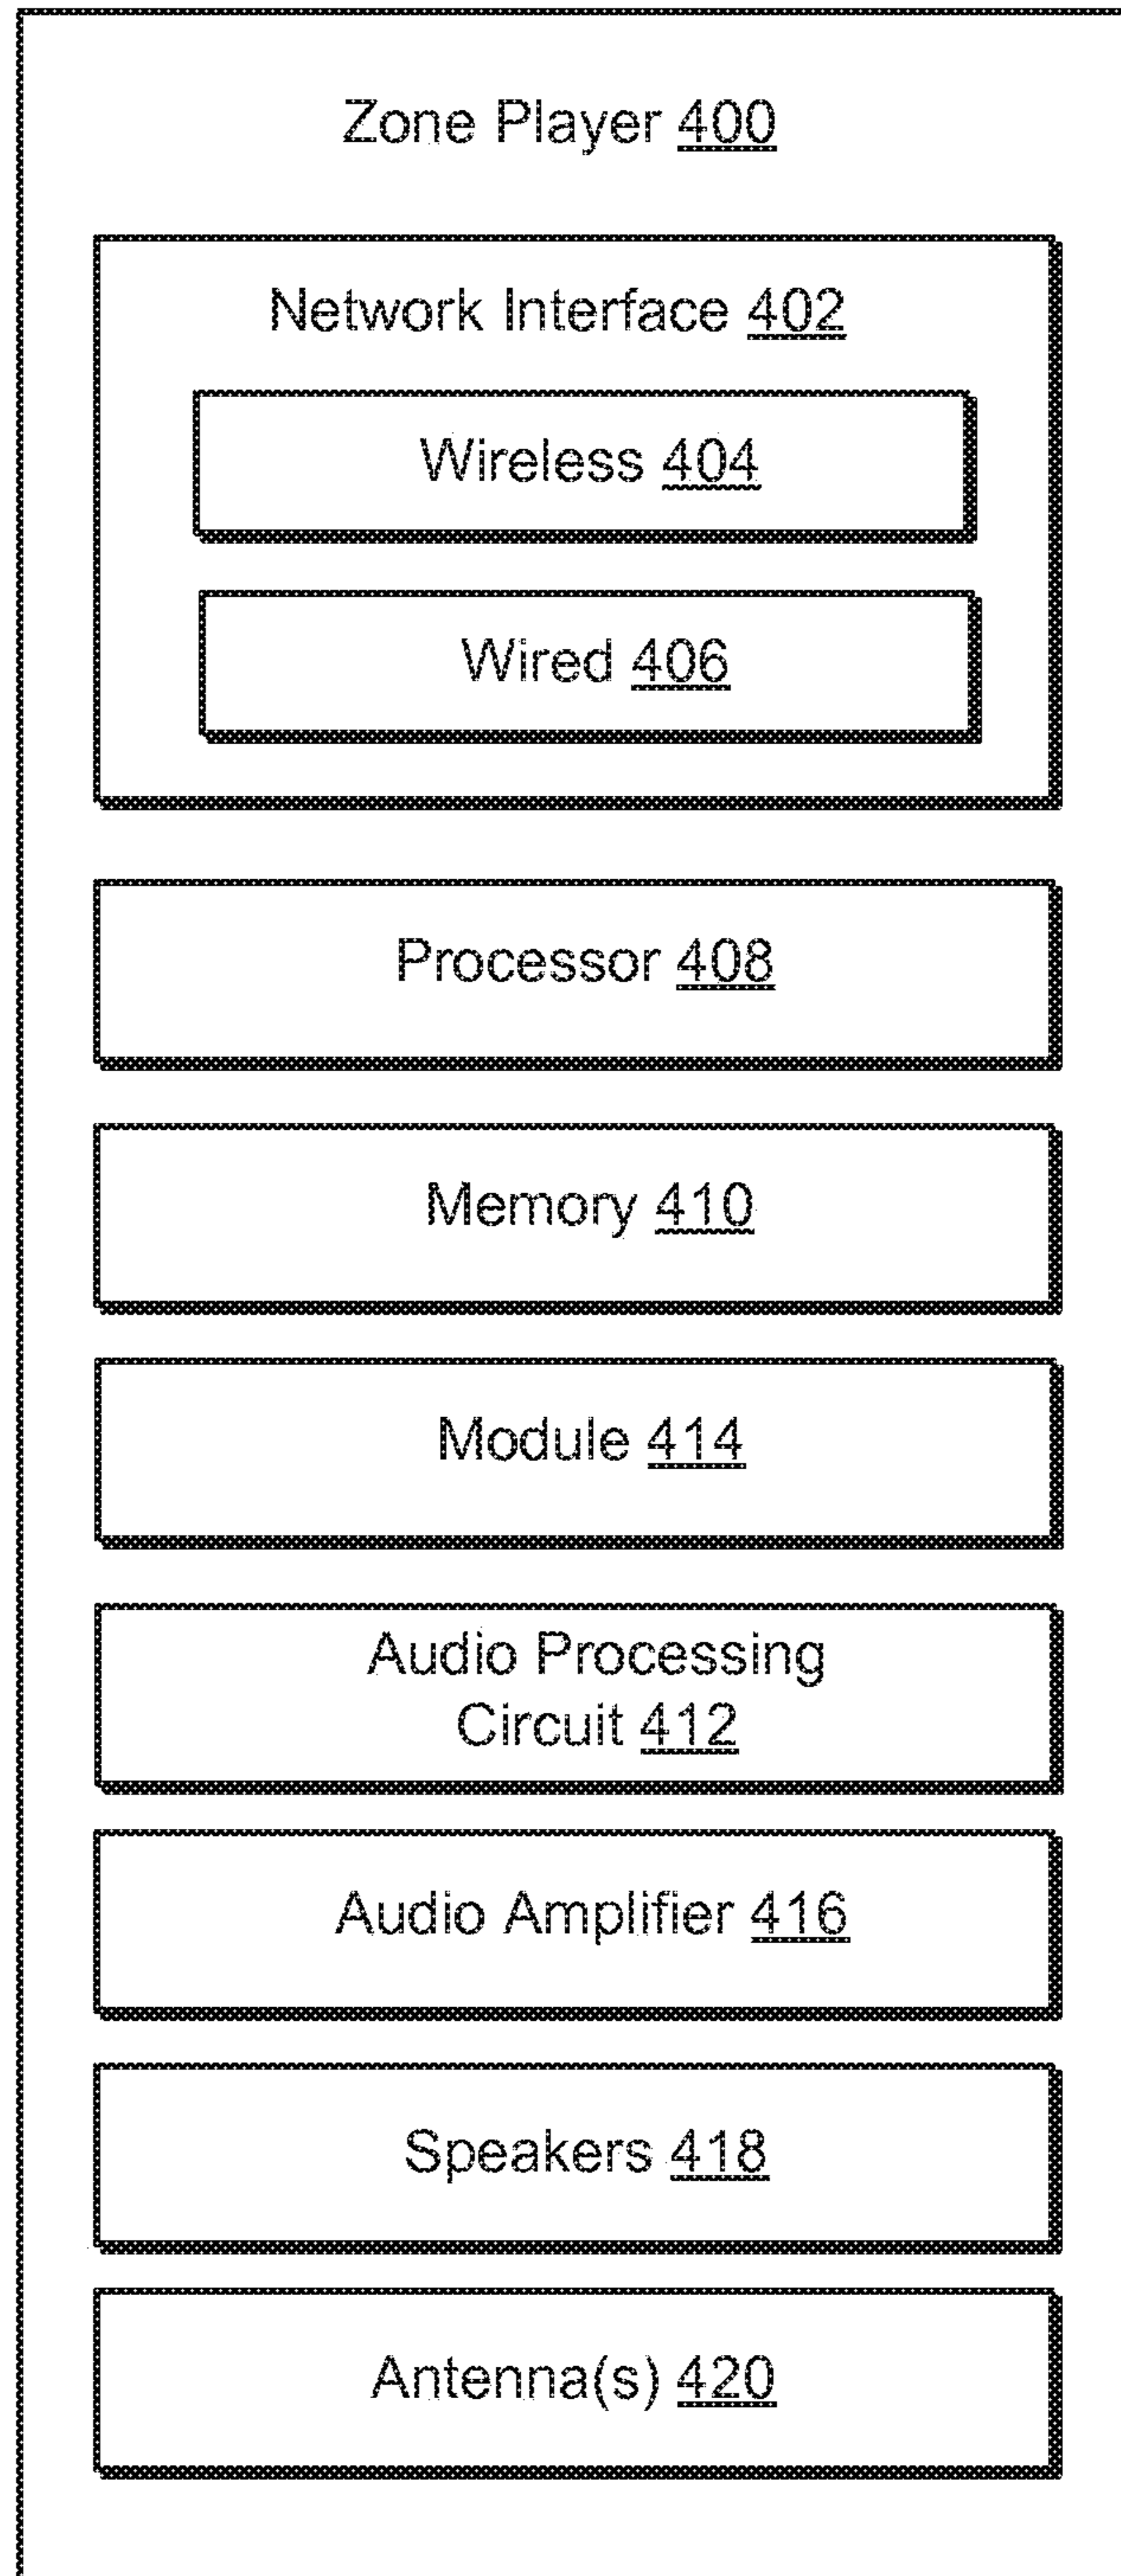 Zone Player 400
Network Interface 402
Wireless 404
Wired 406
Processor 408
Memory 410
Module 414
Audio Processing
Circuit 412
Audio Amplifier 416
Speakers 418
Antenna(s) 420